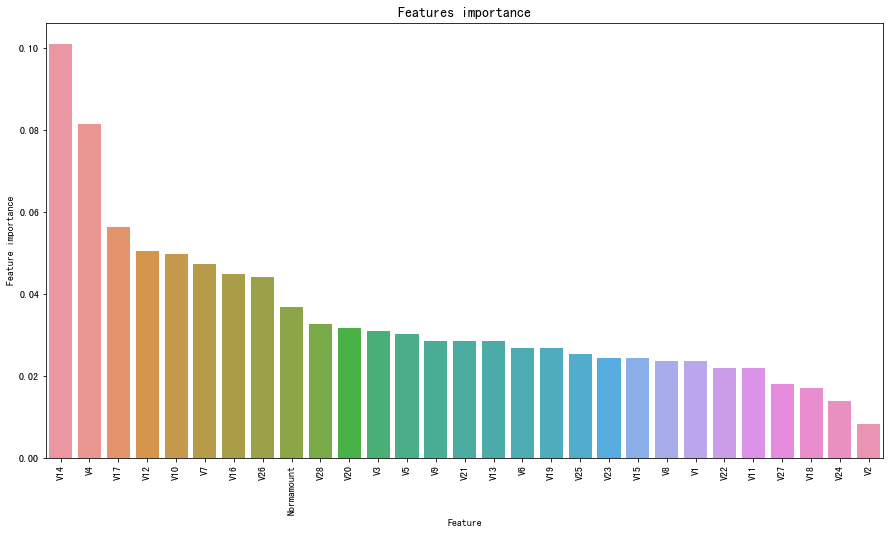 Features importance
Feature importance
0.10
0.08
0.06
0.04
0.02
0.00
V14
V4
V17
V12
V10
V7
V16
V26
Normamount
V28
V20
V3
V5
V9
V21
V13
V6
V19
V25
V23
V15
V8
V1
V22
V11
V27
V18
V24
V2
Feature